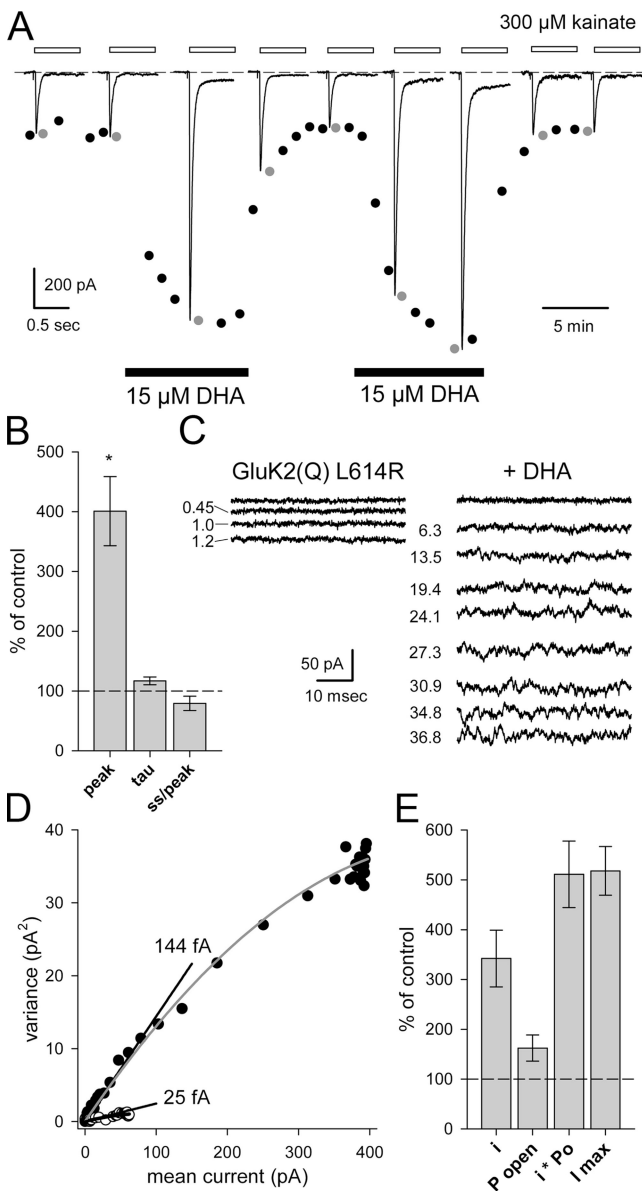 A
300 µM kainate
200 pA
0.5 sec
5 min
15 µM DHA
15 µM DHA
B
% of control
500
400
300
200
100
0
*
peak
tau
ss/peak
C
GluK2(Q) L614R
+ DHA
0.45
1.0
1.2
6.3
13.5
19.4
24.1
27.3
30.9
34.8
36.8
50 pA
10 msec
D
variance (pA²)
40
30
20
10
0
144 fA
25 fA
0
100
200
300
400
mean current (pA)
E
% of control
600
500
400
300
200
100
0
i
P open
i * Po
I max